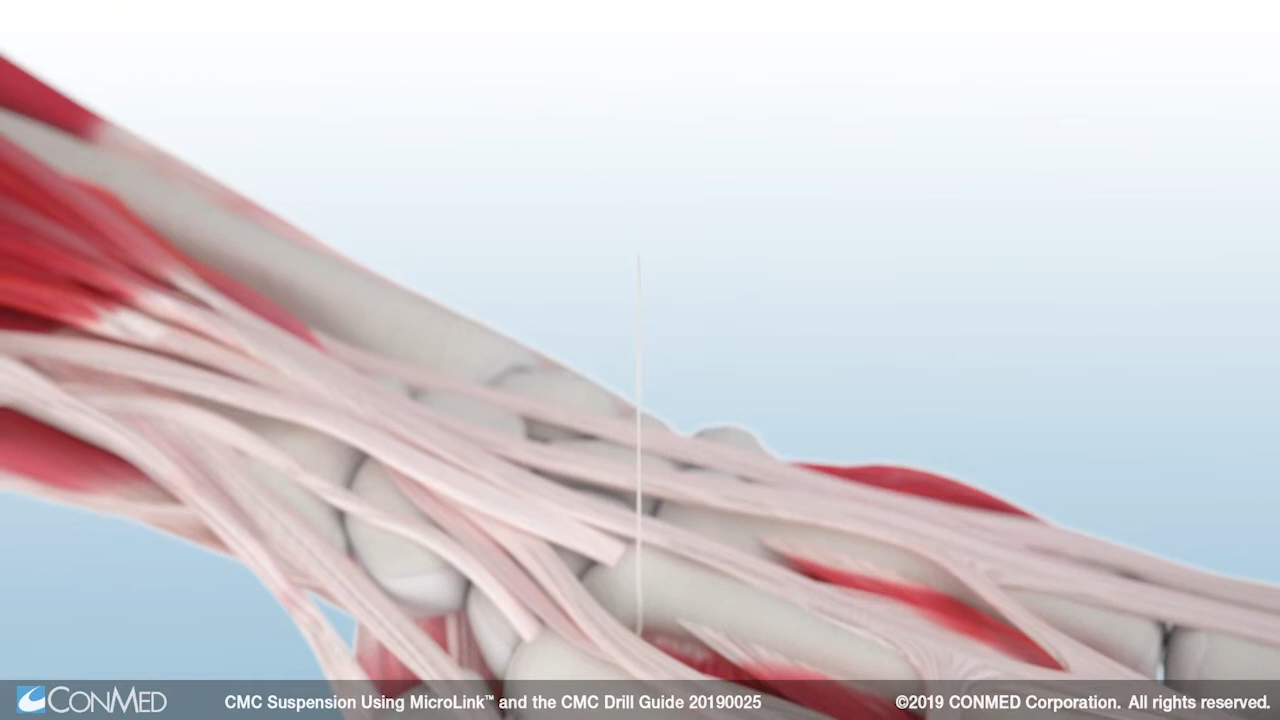 CONMED
CMC Suspension Using MicroLink™ and the CMC Drill Guide 20190025
©2019 CONMED Corporation. All rights reserved.